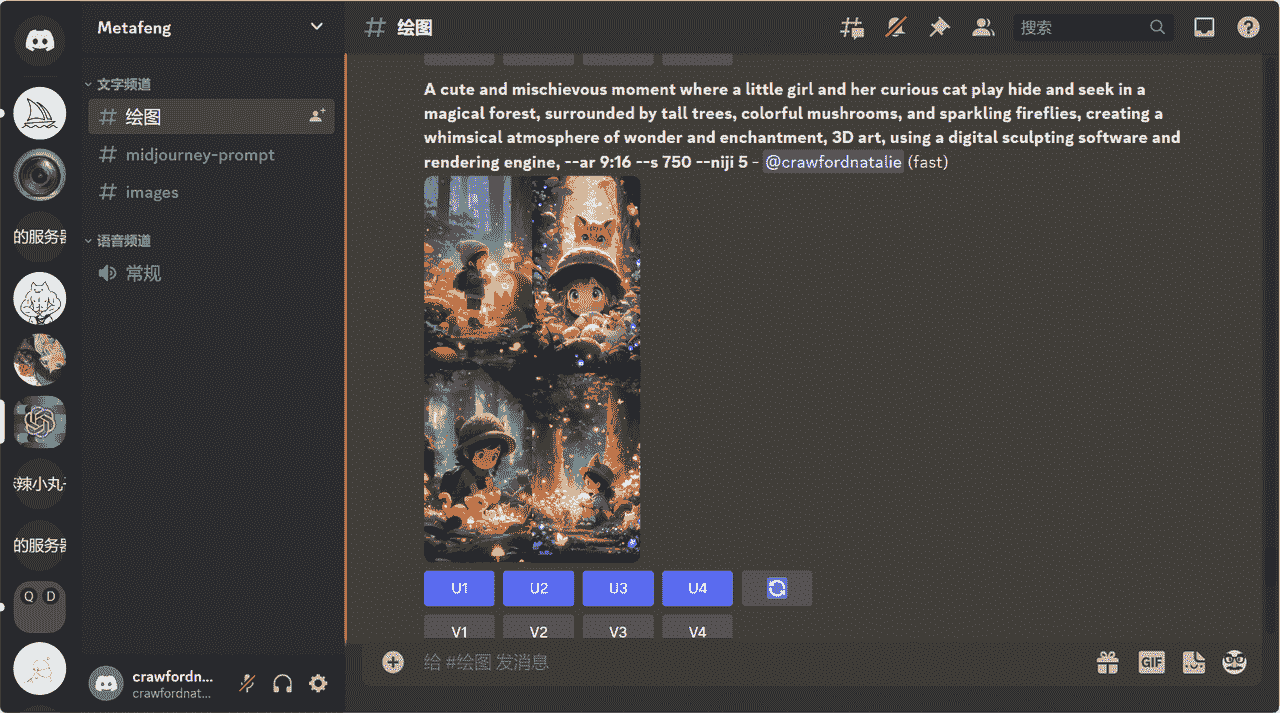 Metafeng
文字频道
# 绘图
# midjourney-prompt
# images
语音频道
常规
的服务
辣小丸
的服务
Q D
crawfordn...
crawfordnat...
# 绘图
搜索
A cute and mischievous moment where a little girl and her curious cat play hide and seek in a
magical forest, surrounded by tall trees, colorful mushrooms, and sparkling fireflies, creating a
whimsical atmosphere of wonder and enchantment, 3D art, using a digital sculpting software and
rendering engine, --ar 9:16 --s 750 --niji 5 - @crawfordnatalie (fast)
U1 U2 U3 U4
V1 V2 V3 V4
给 #绘图 发消息
GIF